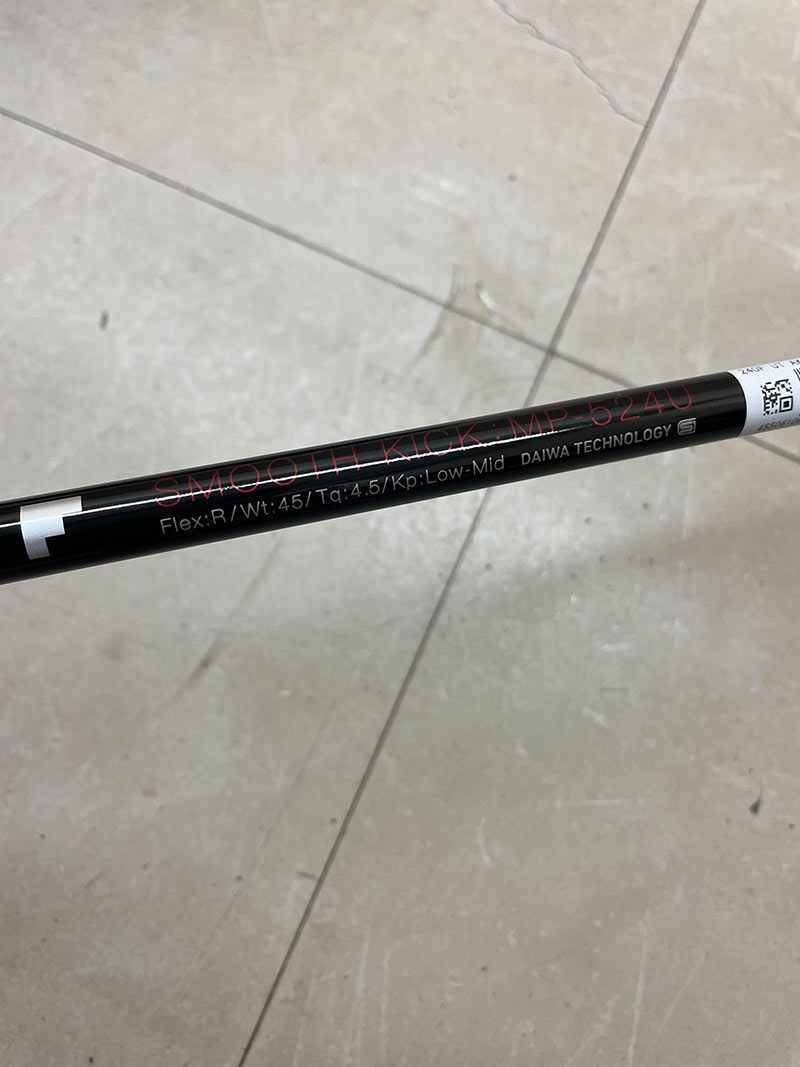 SMOOTH KICK:MP-524U
Flex:R/Wt:45/Tq:4.5/Kp:Low-Mid DAIWA TECHNOLOGY